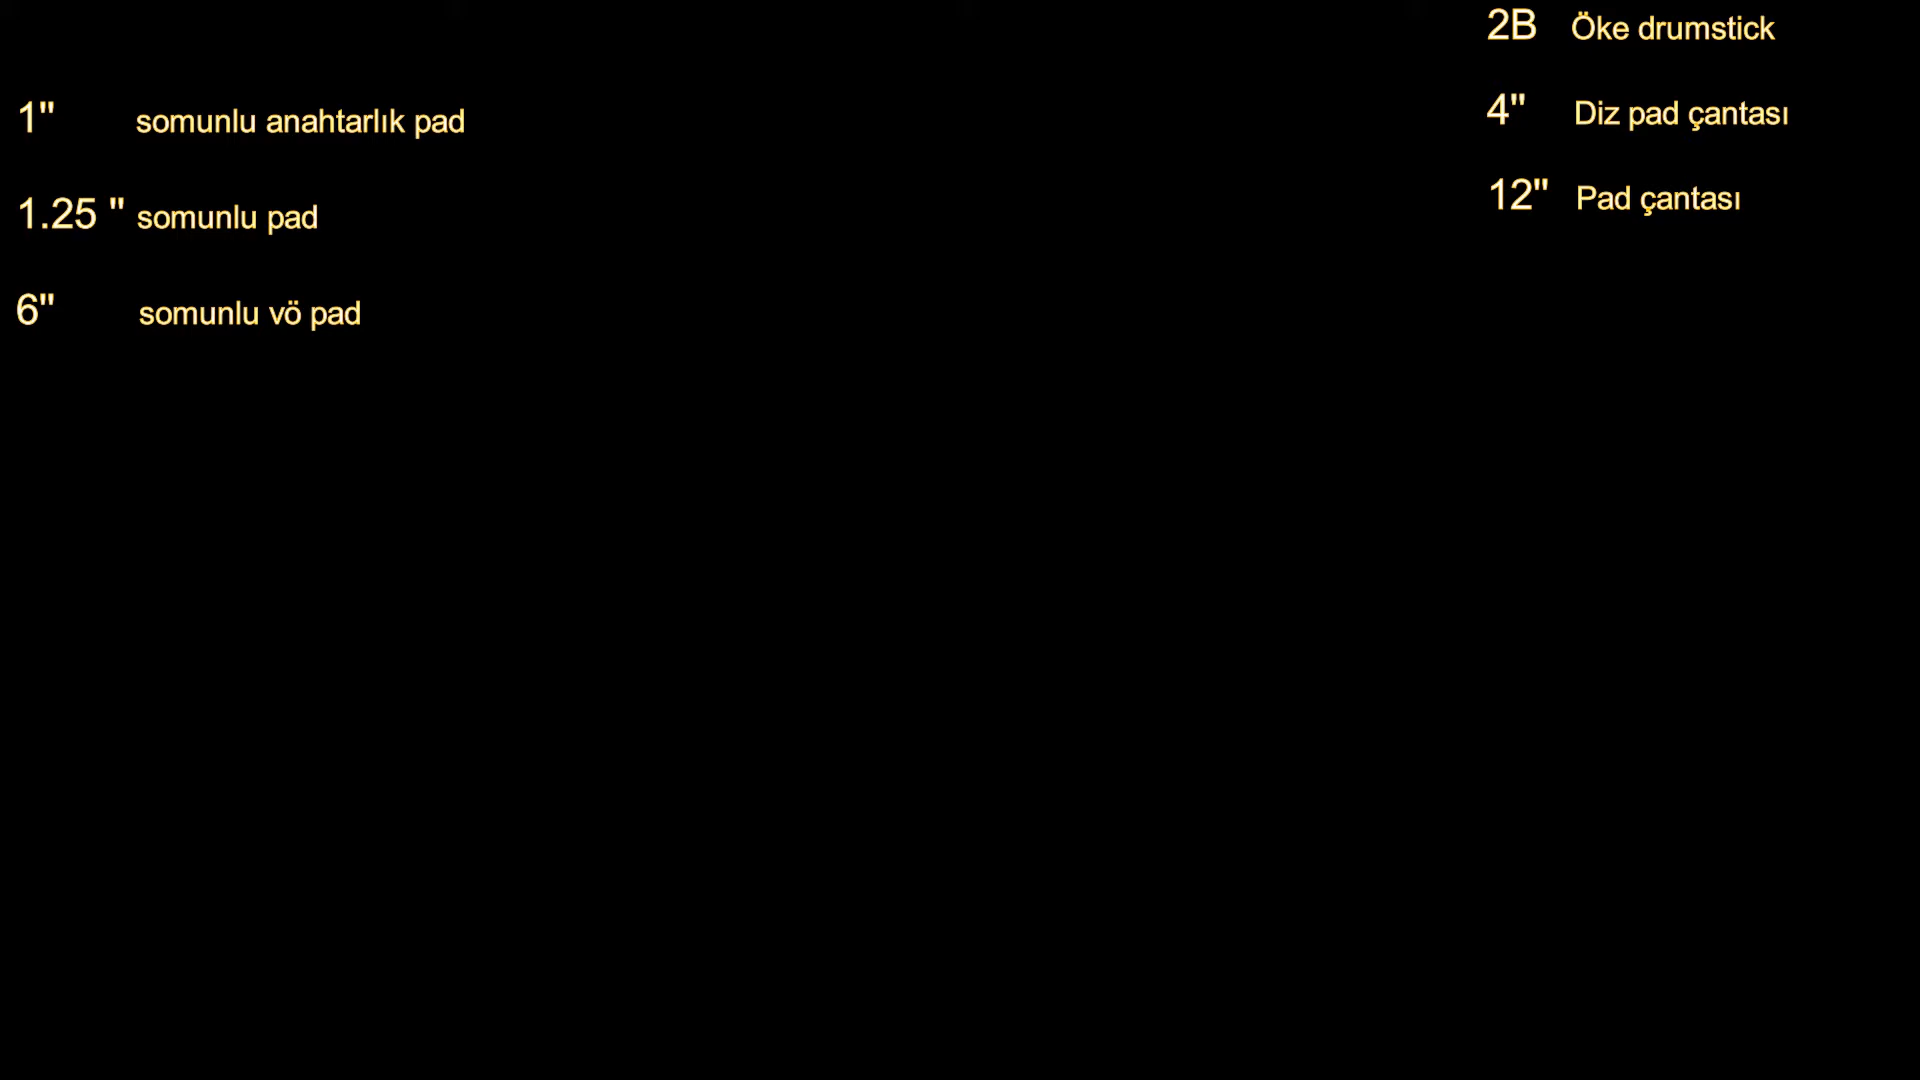 1" somunlu anahtarlık pad
1.25 " somunlu pad
6" somunlu vö pad
2B Öke drumstick
4" Diz pad çantası
12" Pad çantası